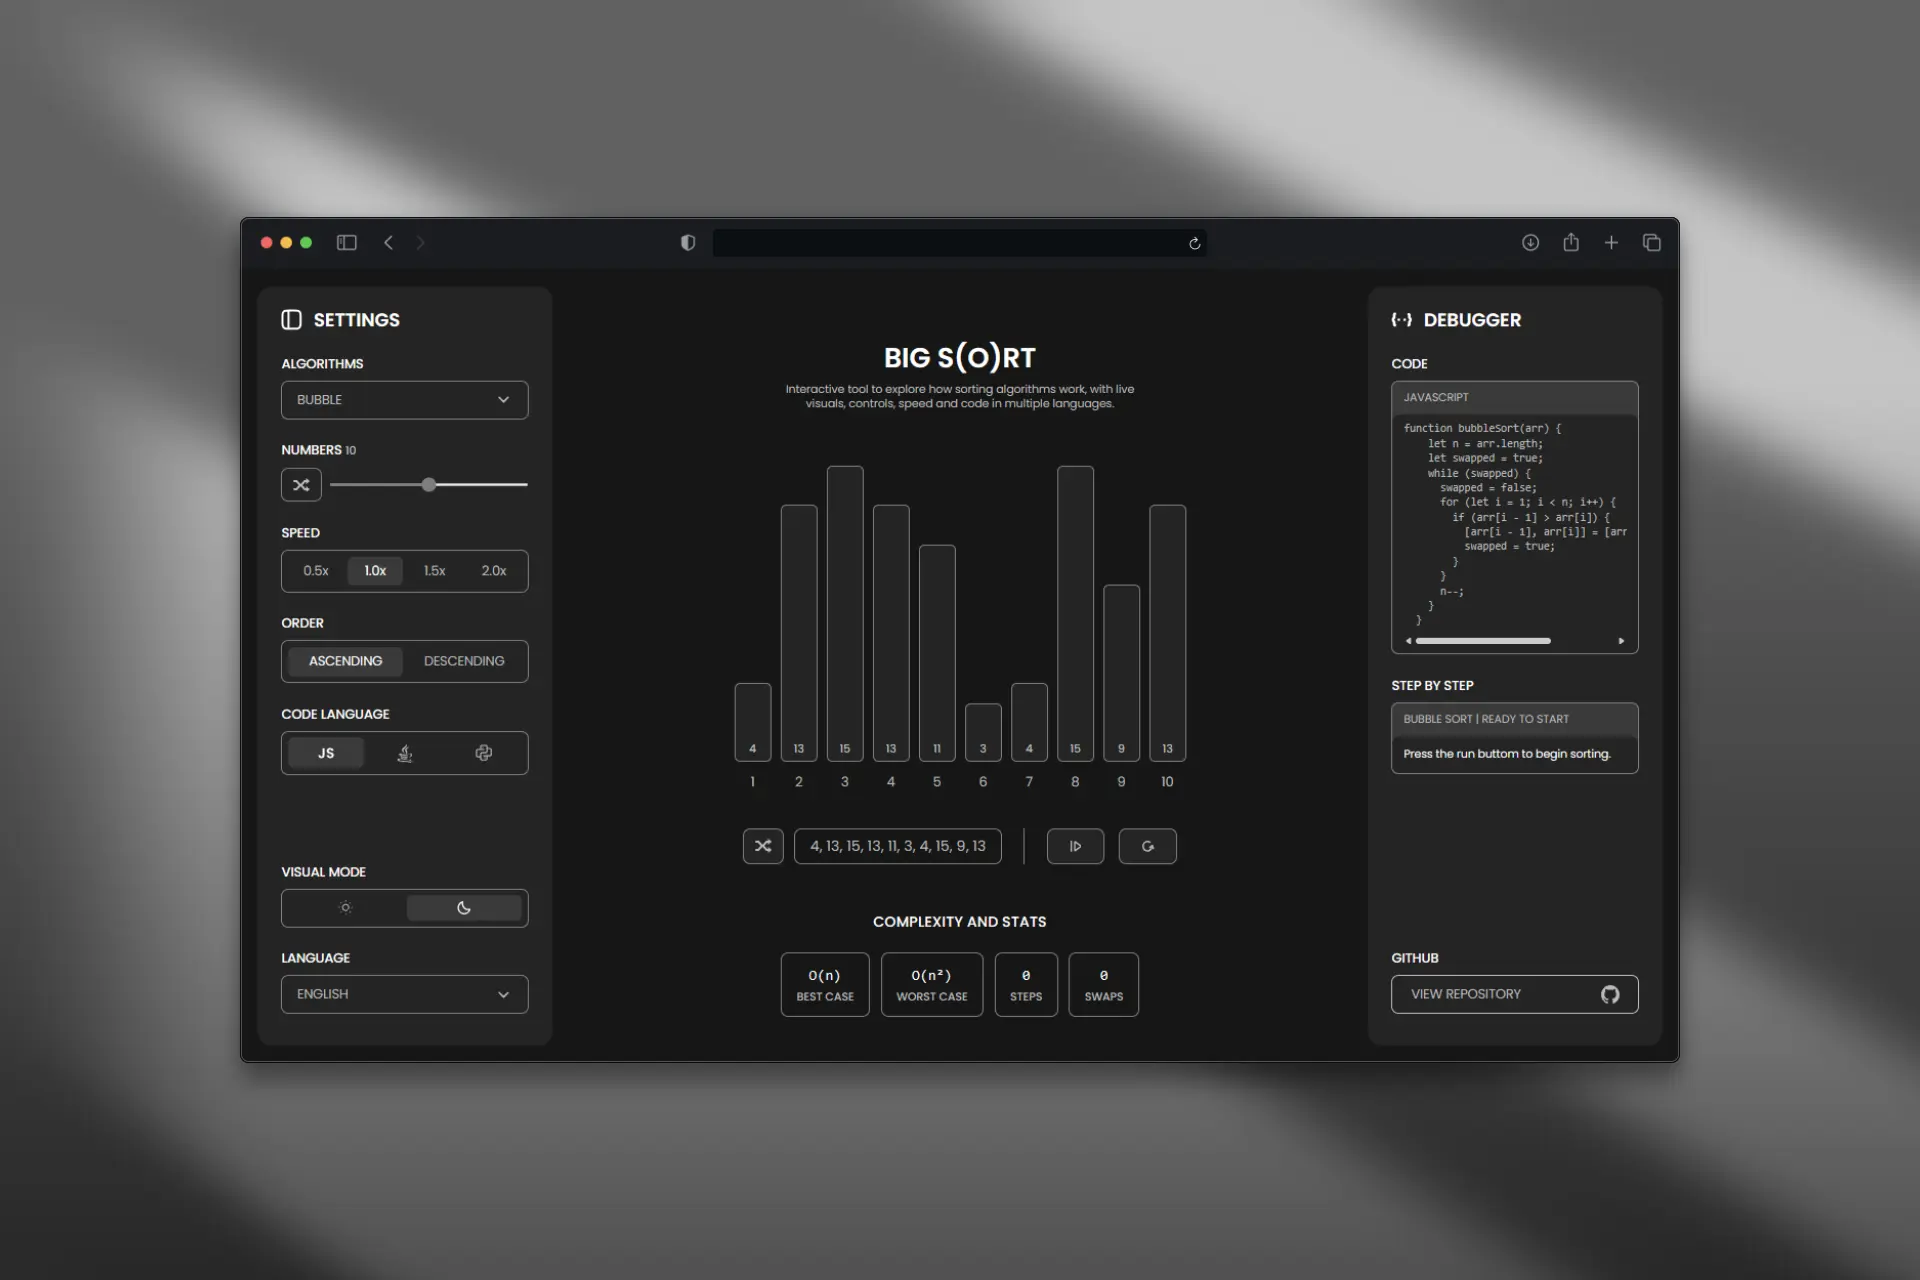 SETTINGS
ALGORITHMS
BUBBLE
NUMBERS 10
SPEED
0.5x 1.0x 1.5x 2.0x
ORDER
ASCENDING DESCENDING
CODE LANGUAGE
JS
VISUAL MODE
LANGUAGE
ENGLISH
BIG S(O)RT
Interactive tool to explore how sorting algorithms work, with live
visuals, controls, speed and code in multiple languages.
4 13 15 13 11 3 4 15 9 13
1 2 3 4 5 6 7 8 9 10
4, 13, 15, 13, 11, 3, 4, 15, 9, 13
COMPLEXITY AND STATS
O(n) O(n²) 0 0
BEST CASE WORST CASE STEPS SWAPS
DEBUGGER
CODE
JAVASCRIPT
function bubbleSort(arr) {
let n = arr.length;
let swapped = true;
while (swapped) {
swapped = false;
for (let i = 1; i < n; i++) {
if (arr[i - 1] > arr[i]) {
[arr[i - 1], arr[i]] = [arr
swapped = true;
}
}
n--;
}
}
STEP BY STEP
BUBBLE SORT | READY TO START
Press the run buttom to begin sorting.
GITHUB
VIEW REPOSITORY